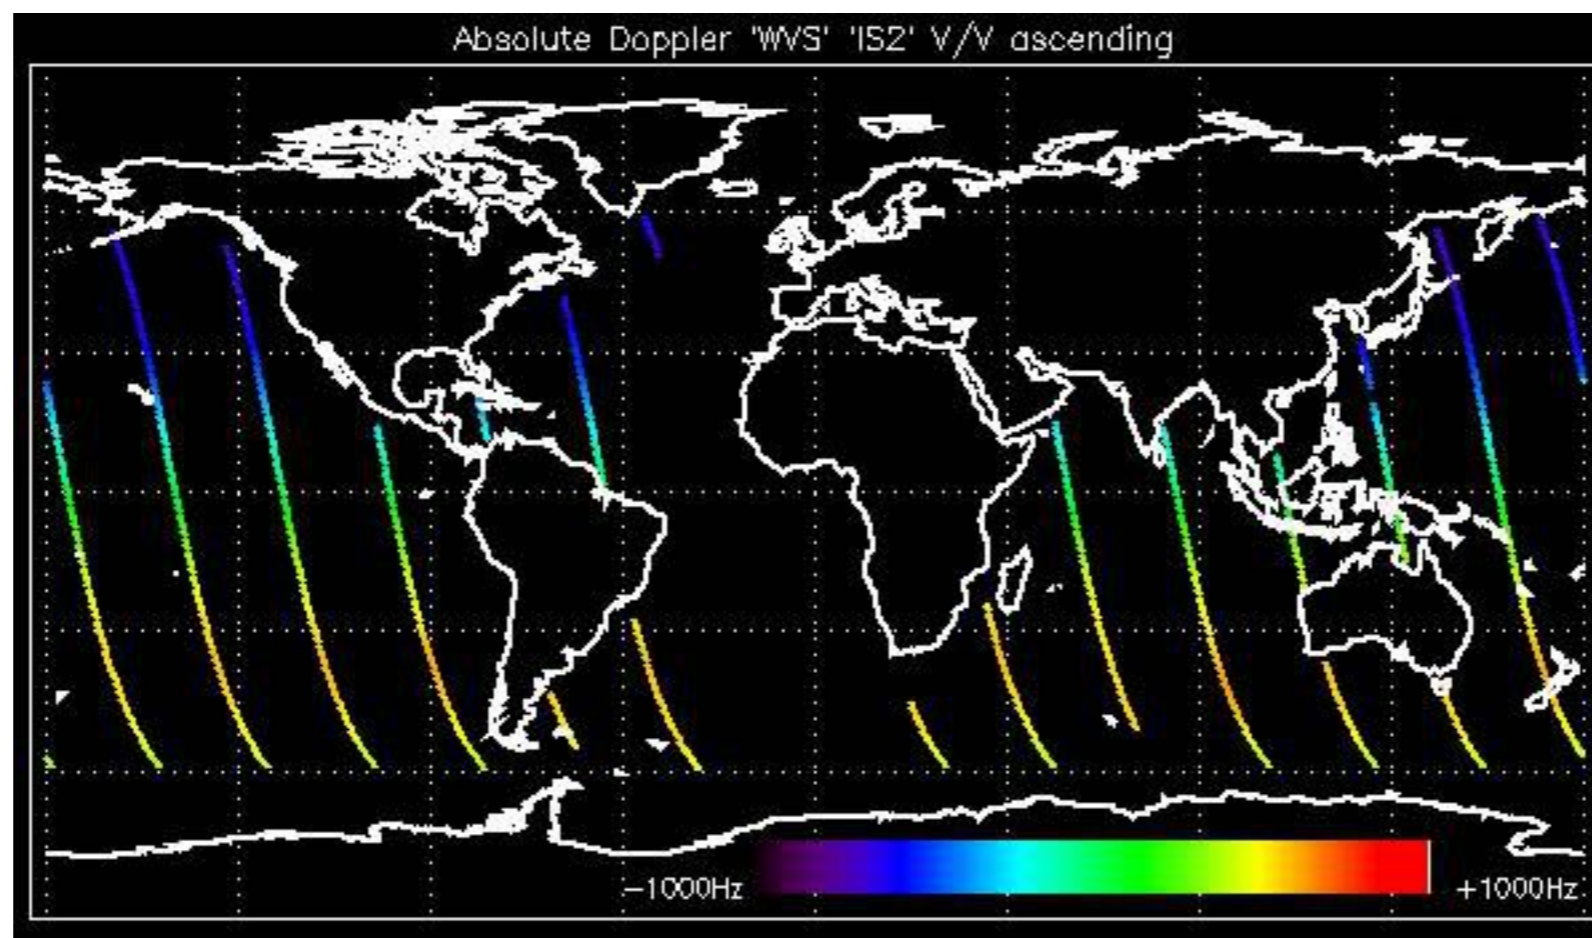 Absolute Doppler 'WVS' 'IS2' V/V ascending
-1000Hz
+1000Hz